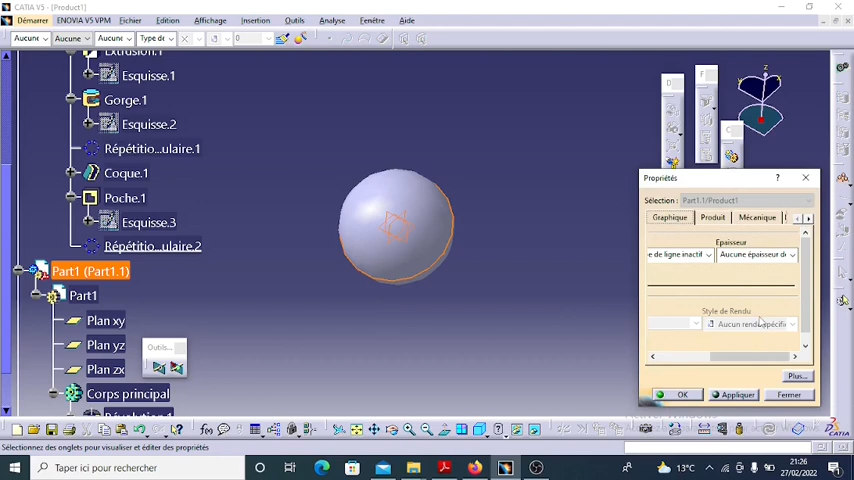 CATIA V5 - [Product1]
Démarrer ENOVIA V5 VPM Fichier Edition Affichage Insertion Outils Analyse Fenêtre Aide
Aucune Aucune Aucune Type de 0
Extrusion.1
Esquisse.1
Gorge.1
Esquisse.2
Répétitio...ulaire.1
Coque.1
Poche.1
Esquisse.3
Répétitio...ulaire.2
Part1 (Part1.1)
Part1
Plan xy
Plan yz
Plan zx
Corps principal
Révolution.1
Outils...
D
F
C
z
Propriétés ?
Sélection : Part1.1/Product1
Graphique Produit Mécanique
Epaisseur
e de ligne inactif Aucune épaisseur de
Style de Rendu
Aucun rendu spécifi
Plus...
OK Appliquer Fermer
CATIA
Sélectionnez des onglets pour visualiser et éditer des propriétés
Taper ici pour rechercher
13°C
21:26
27/02/2022